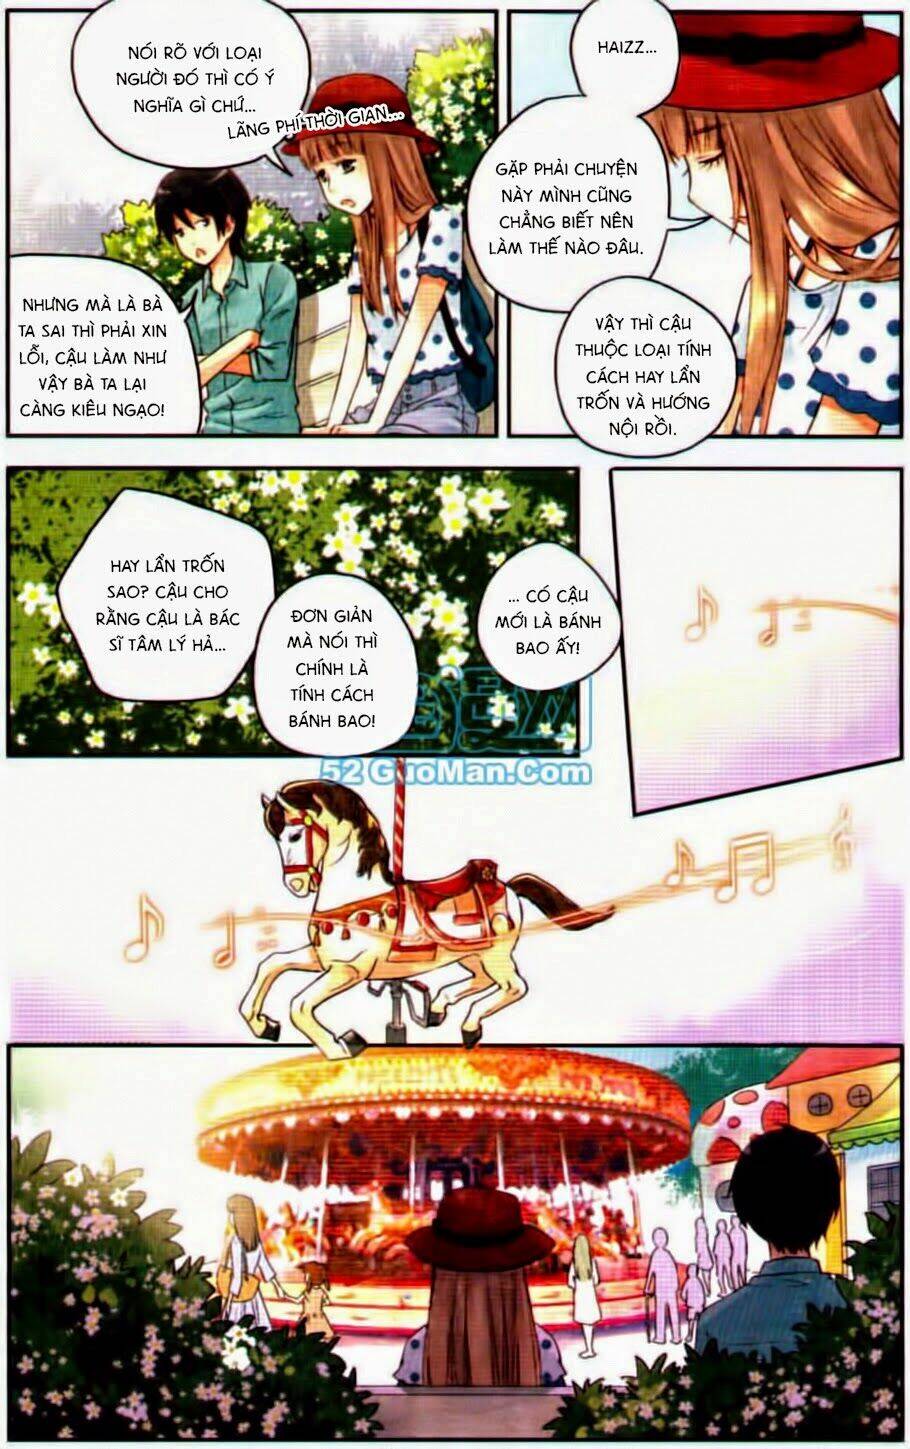 NÓI RÕ VỚI LOẠI
NGƯỜI ĐÓ THÌ CÓ Ý
NGHĨA GÌ CHỨ...
LÃNG PHÍ THỜI GIAN...
NHƯNG MÀ LÀ BÀ
TA SAI THÌ PHẢI XIN
LỖI, CẬU LÀM NHƯ
VẬY BÀ TA LẠI
CÀNG KIÊU NGẠO!
HAIZZ...
GẶP PHẢI CHUYỆN
NÀY MÌNH CŨNG
CHẲNG BIẾT NÊN
LÀM THẾ NÀO ĐÂU.
VẬY THÌ CẬU
THUỘC LOẠI TÍNH
CÁCH HAY LẨN
TRỐN VÀ HƯỚNG
NỘI RỒI.
HAY LẨN TRỐN
SAO? CẬU CHO
RẰNG CẬU LÀ BÁC
SĨ TÂM LÝ HẢ...
ĐƠN GIẢN
MÀ NÓI THÌ
CHÍNH LÀ
TÍNH CÁCH
BÁNH BAO!
... CÓ CẬU
MỚI LÀ BÁNH
BAO ẤY!
52GuoMan.Com